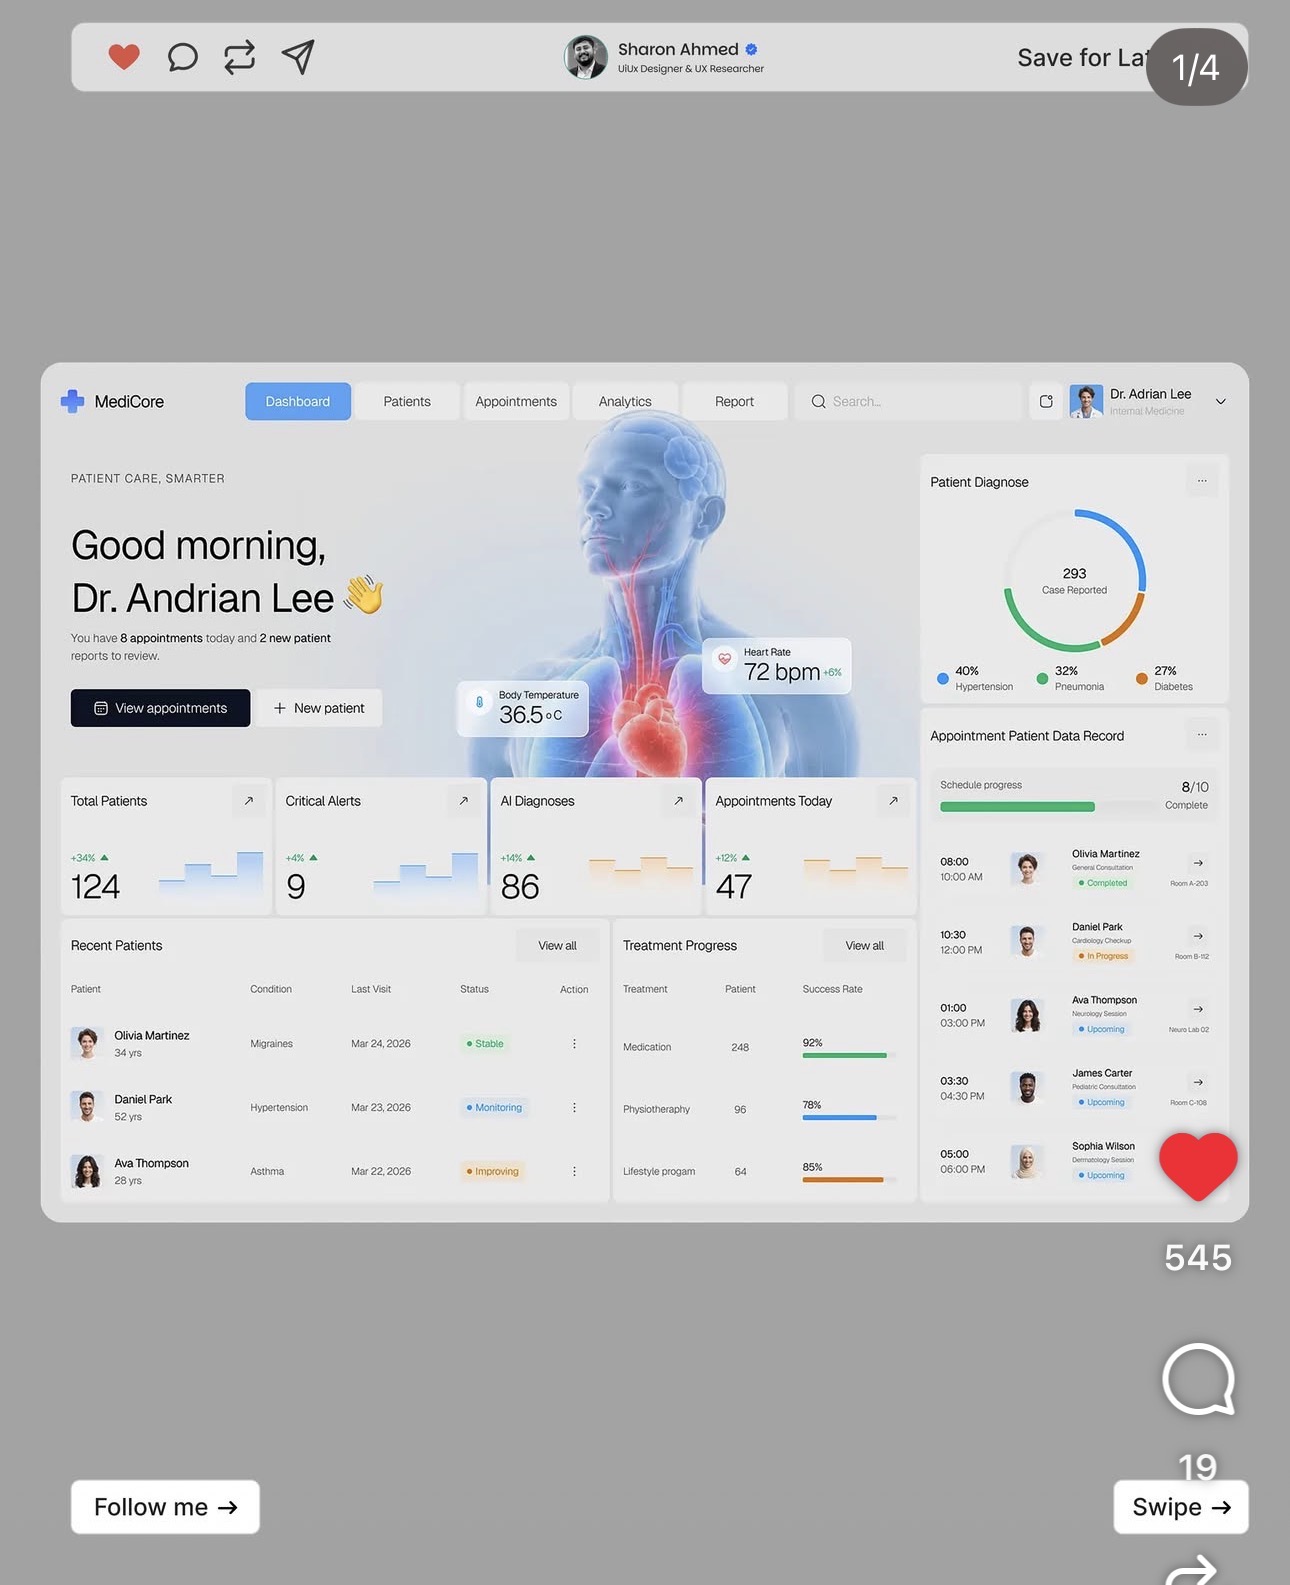 Sharon Ahmed
UiUx Designer & UX Researcher
Save for Lat
1/4
MediCore
Dashboard
Patients
Appointments
Analytics
Report
Search...
Dr. Adrian Lee
Internal Medicine
PATIENT CARE, SMARTER
Good morning,
Dr. Andrian Lee 👋
You have 8 appointments today and 2 new patient
reports to review.
View appointments
+ New patient
Body Temperature
36.5 o C
Heart Rate
72 bpm +6%
Patient Diagnose
...
293
Case Reported
40%
Hypertension
32%
Pneumonia
27%
Diabetes
Total Patients
+34%
124
Critical Alerts
+4%
9
AI Diagnoses
+14%
86
Appointments Today
+12%
47
Appointment Patient Data Record
...
Schedule progress
8/10
Complete
08:00
10:00 AM
Olivia Martinez
General Consultation
Completed
Room A-203
10:30
12:00 PM
Daniel Park
Cardiology Checkup
In Progress
Room B-112
01:00
03:00 PM
Ava Thompson
Neurology Session
Upcoming
Neuro Lab 02
03:30
04:30 PM
James Carter
Pediatric Consultation
Upcoming
Room C-108
05:00
06:00 PM
Sophia Wilson
Dermatology Session
Upcoming
Recent Patients
View all
Patient Condition Last Visit Status Action
Olivia Martinez
34 yrs
Migraines
Mar 24, 2026
Stable
Daniel Park
52 yrs
Hypertension
Mar 23, 2026
Monitoring
Ava Thompson
28 yrs
Asthma
Mar 22, 2026
Improving
Treatment Progress
View all
Treatment Patient Success Rate
Medication 248 92%
Physiotheraphy 96 78%
Lifestyle progam 64 85%
545
19
Follow me →
Swipe →